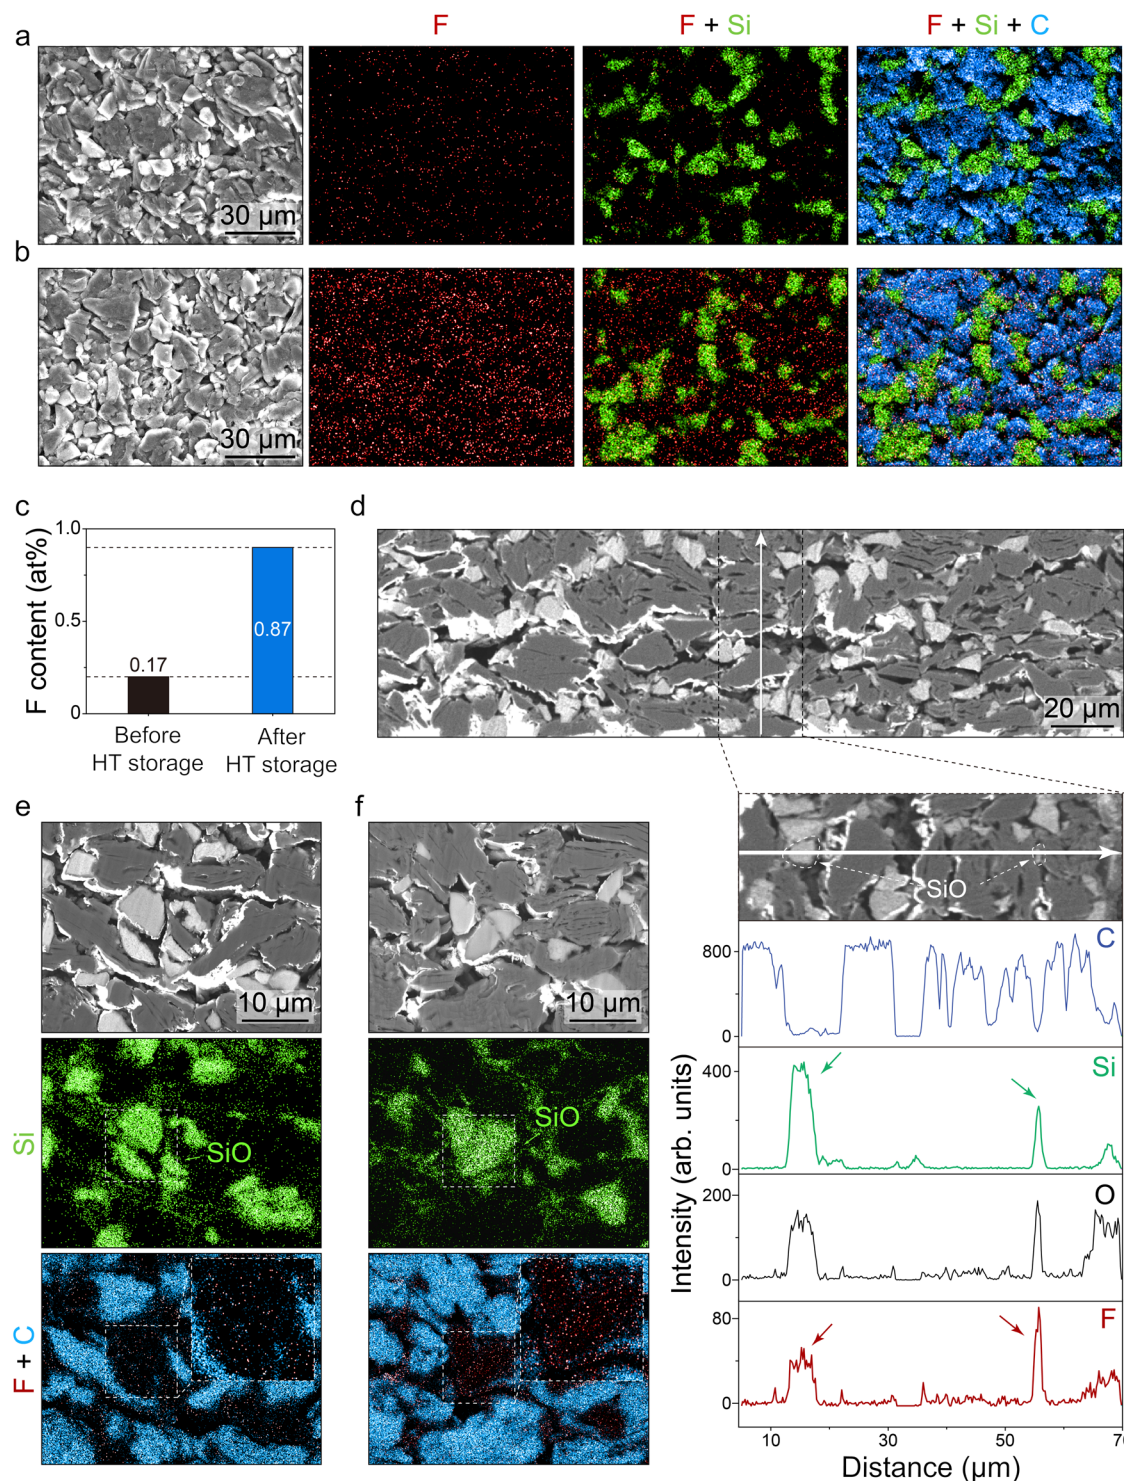 F
F + Si
F + Si + C
a
30 µm
b
30 µm
c
F content (at%)
1.0
0.5
0
0.17
0.87
Before
HT storage
After
HT storage
d
20 µm
SiO
e
10 µm
f
10 µm
Si
SiO
SiO
F + C
Intensity (arb. units)
800
0
C
400
0
Si
200
0
O
80
0
F
10
30
50
70
Distance (µm)